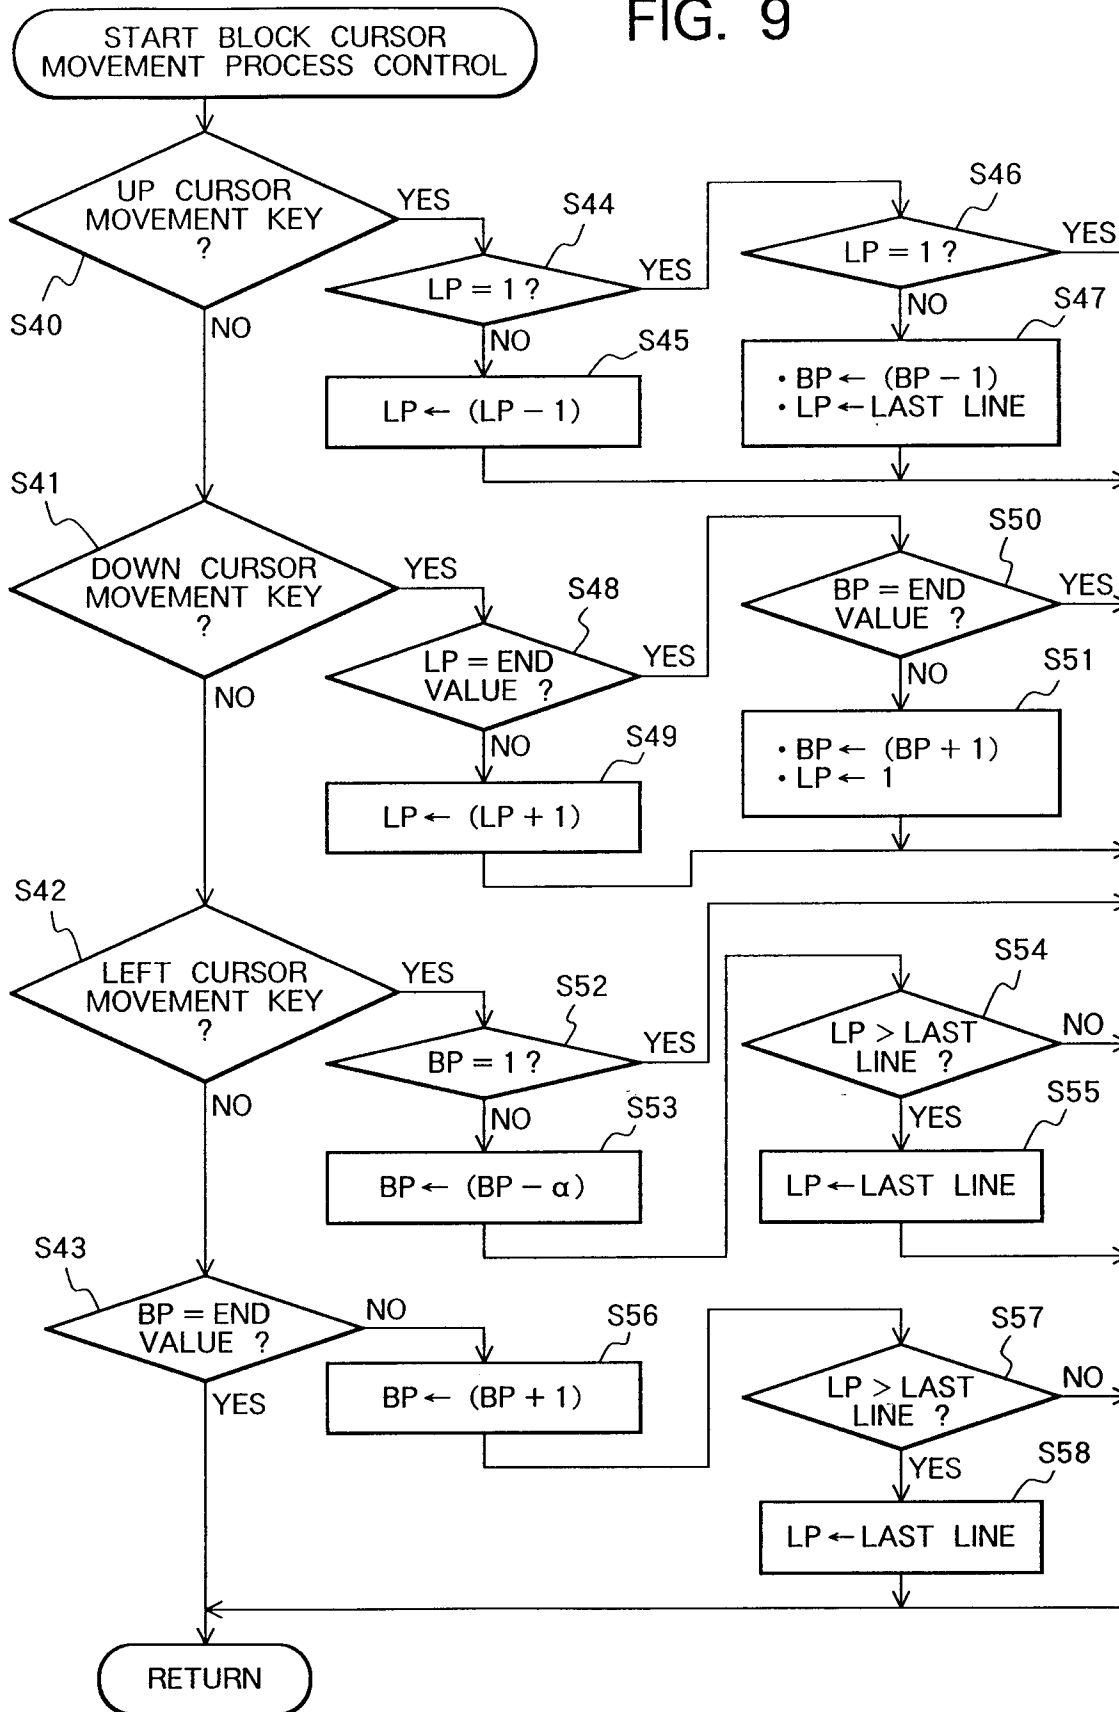 FIG. 9
START BLOCK CURSOR
MOVEMENT PROCESS CONTROL
UP CURSOR
MOVEMENT KEY
?
S40
YES
NO
S44
LP = 1 ?
YES
NO
S45
LP ← (LP − 1)
S46
LP = 1 ?
YES
NO
S47
• BP ← (BP − 1)
• LP ← LAST LINE
S41
DOWN CURSOR
MOVEMENT KEY
?
YES
NO
S48
LP = END
VALUE ?
YES
NO
S49
LP ← (LP + 1)
S50
BP = END
VALUE ?
YES
NO
S51
• BP ← (BP + 1)
• LP ← 1
S42
LEFT CURSOR
MOVEMENT KEY
?
YES
NO
S52
BP = 1 ?
YES
NO
S53
BP ← (BP − α)
S54
LP > LAST
LINE ?
NO
YES
S55
LP ← LAST LINE
S43
BP = END
VALUE ?
NO
YES
S56
BP ← (BP + 1)
S57
LP > LAST
LINE ?
NO
YES
S58
LP ← LAST LINE
RETURN